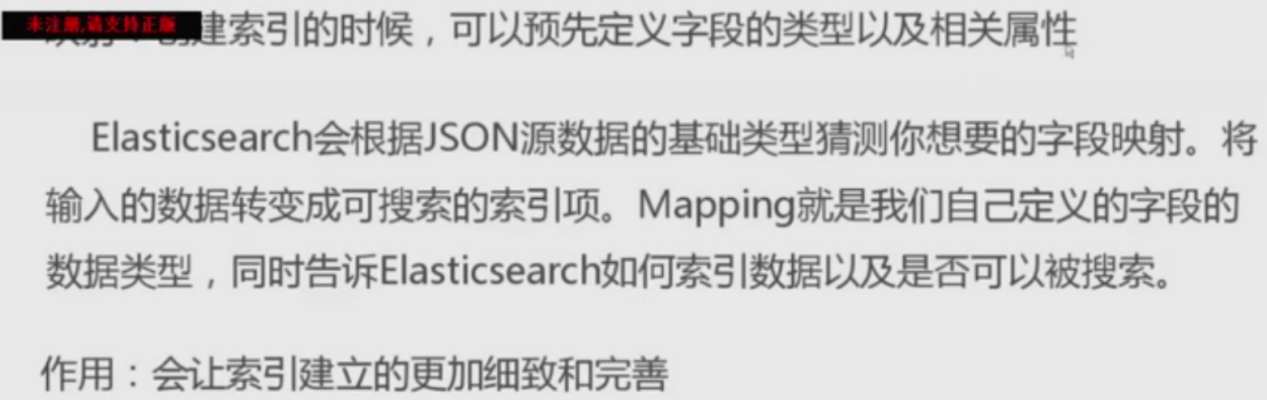 未注册,请支持正版
建索引的时候，可以预先定义字段的类型以及相关属性
Elasticsearch会根据JSON源数据的基础类型猜测你想要的字段映射。将
输入的数据转变成可搜索的索引项。Mapping就是我们自己定义的字段的
数据类型，同时告诉Elasticsearch如何索引数据以及是否可以被搜索。
作用：会让索引建立的更加细致和完善